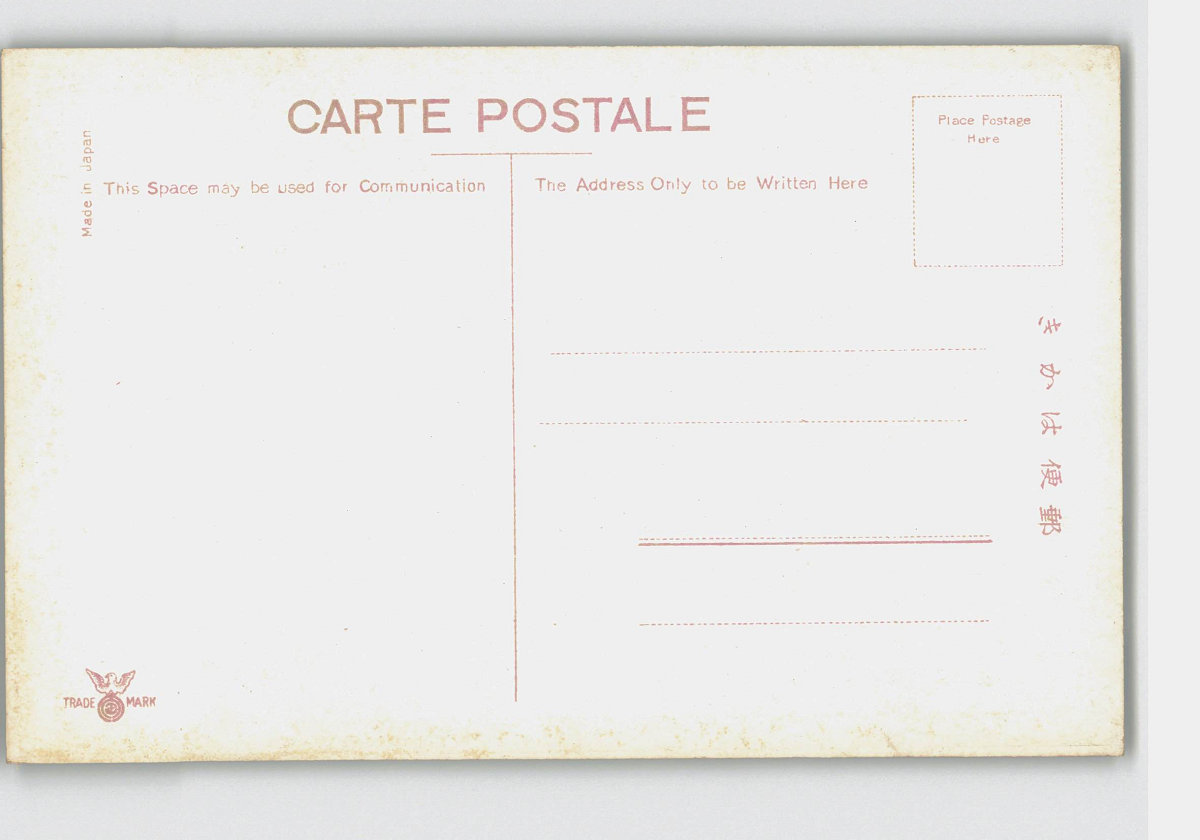 CARTE POSTALE
Made in Japan
This Space may be used for Communication
The Address Only to be Written Here
Place Postage
Here
きかは便郵
TRADE MARK